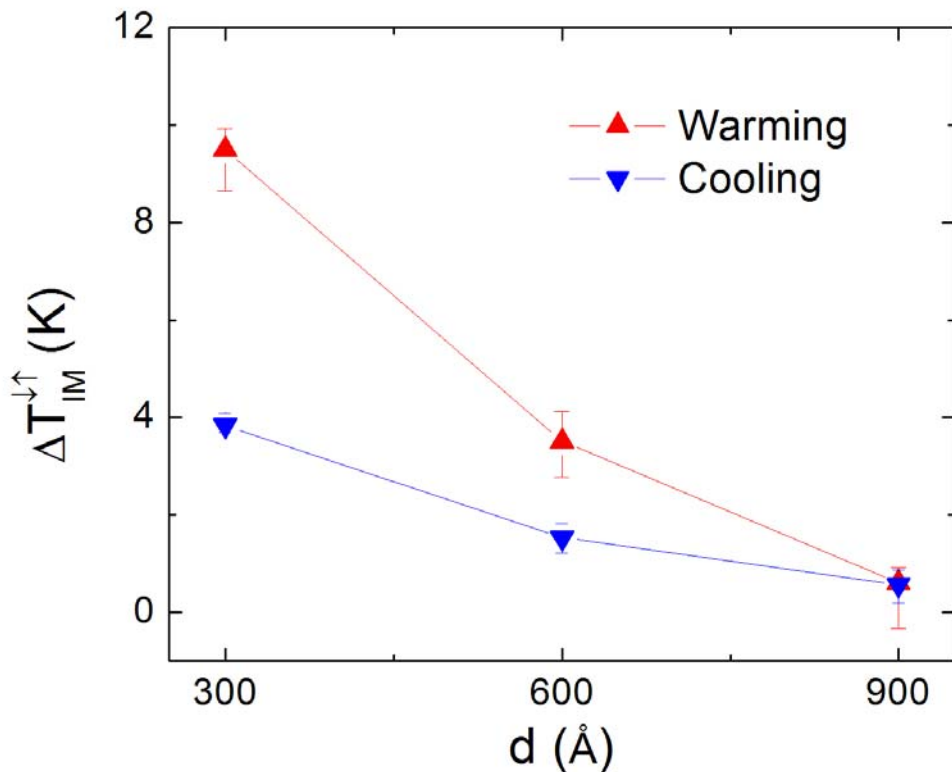 12
8
4
0
ΔT↓↑IM (K)
Warming
Cooling
300 600 900
d (Å)